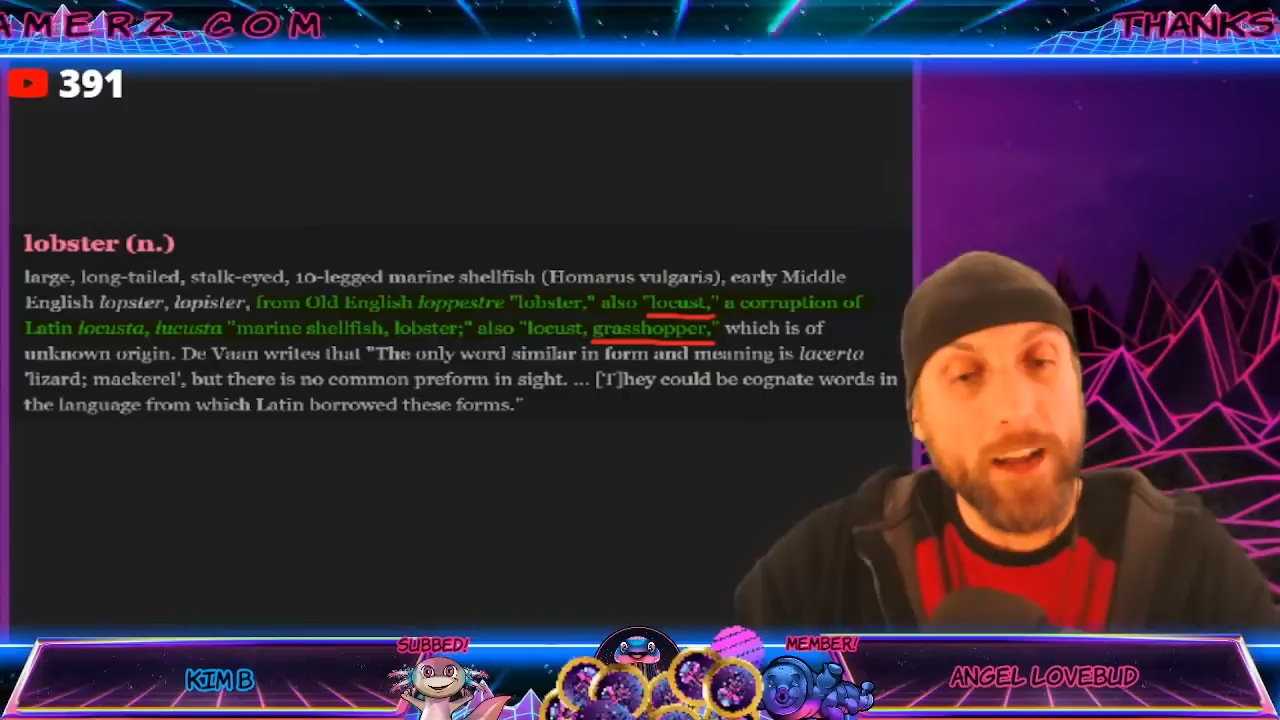 AMERZ.COM
THANKS
391
lobster (n.)
large, long-tailed, stalk-eyed, 10-legged marine shellfish (Homarus vulgaris), early Middle
English lopster, lopister, from Old English loppestre "lobster," also "locust," a corruption of
Latin locusta, lucusta "marine shellfish, lobster;" also "locust, grasshopper," which is of
unknown origin. De Vaan writes that "The only word similar in form and meaning is lacerta
'lizard; mackerel', but there is no common preform in sight. ... [T]hey could be cognate words in
the language from which Latin borrowed these forms."
SUBBED!
MEMBER!
KIM B
ANGEL LOVEBUD